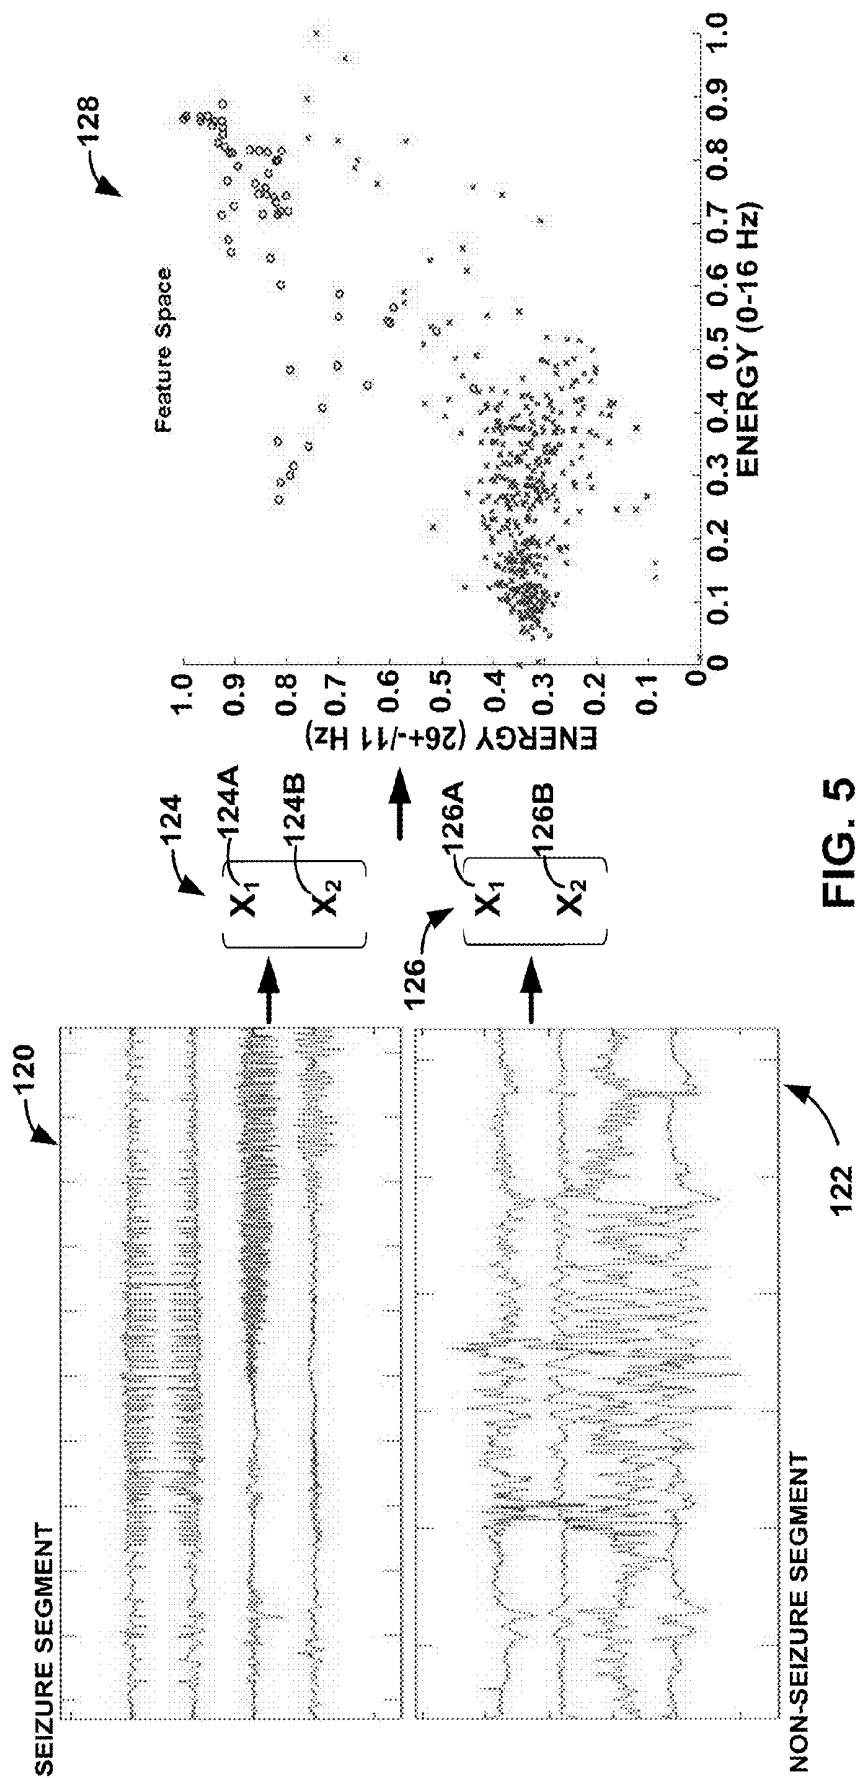 SEIZURE SEGMENT
120
NON-SEIZURE SEGMENT
122
124
X1
124A
X2
124B
126
X1
126A
X2
126B
Feature Space
128
ENERGY (26+-/11 Hz)
1.0
0.9
0.8
0.7
0.6
0.5
0.4
0.3
0.2
0.1
0
0 0.1 0.2 0.3 0.4 0.5 0.6 0.7 0.8 0.9 1.0
ENERGY (0-16 Hz)
FIG. 5